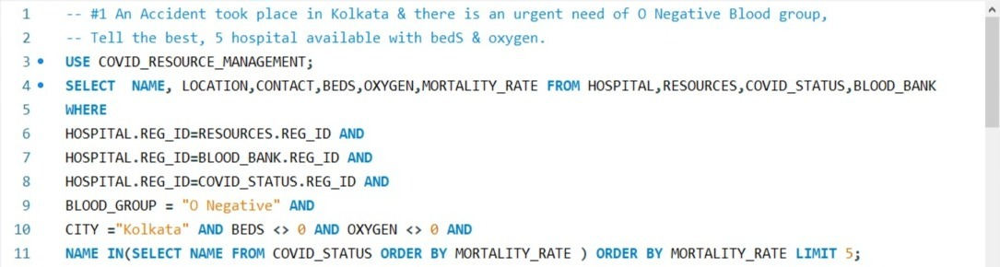 1 -- #1 An Accident took place in Kolkata & there is an urgent need of O Negative Blood group,
2 -- Tell the best, 5 hospital available with bedS & oxygen.
3 USE COVID_RESOURCE_MANAGEMENT;
4 SELECT NAME, LOCATION,CONTACT,BEDS,OXYGEN,MORTALITY_RATE FROM HOSPITAL,RESOURCES,COVID_STATUS,BLOOD_BANK
5 WHERE
6 HOSPITAL.REG_ID=RESOURCES.REG_ID AND
7 HOSPITAL.REG_ID=BLOOD_BANK.REG_ID AND
8 HOSPITAL.REG_ID=COVID_STATUS.REG_ID AND
9 BLOOD_GROUP = "O Negative" AND
10 CITY ="Kolkata" AND BEDS <> 0 AND OXYGEN <> 0 AND
11 NAME IN(SELECT NAME FROM COVID_STATUS ORDER BY MORTALITY_RATE ) ORDER BY MORTALITY_RATE LIMIT 5;